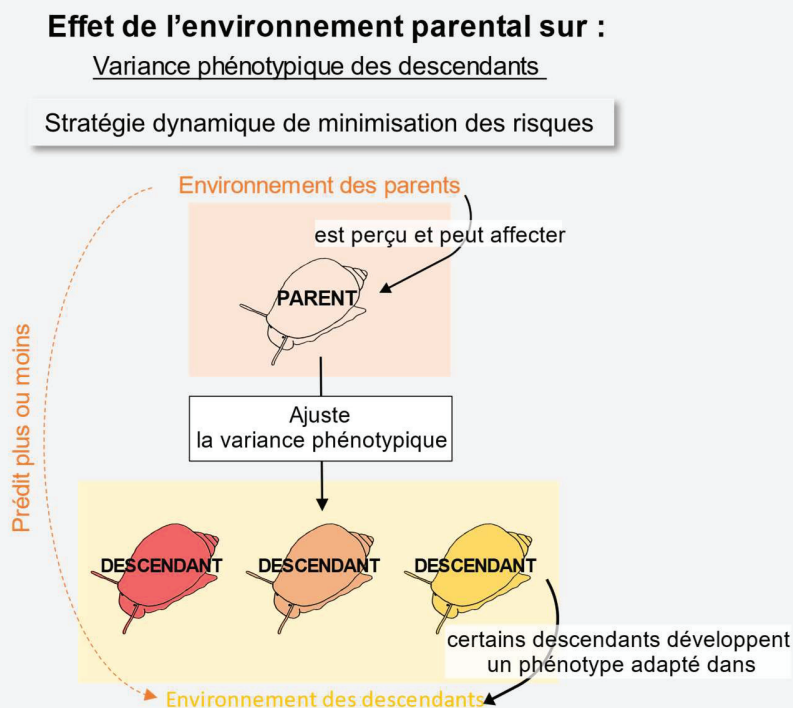 Effet de l’environnement parental sur :
Variance phénotypique des descendants
Stratégie dynamique de minimisation des risques
Environnement des parents
est perçu et peut affecter
PARENT
Prédit plus ou moins
Ajuste
la variance phénotypique
DESCENDANT
DESCENDANT
DESCENDANT
certains descendants développent
un phénotype adapté dans
Environnement des descendants